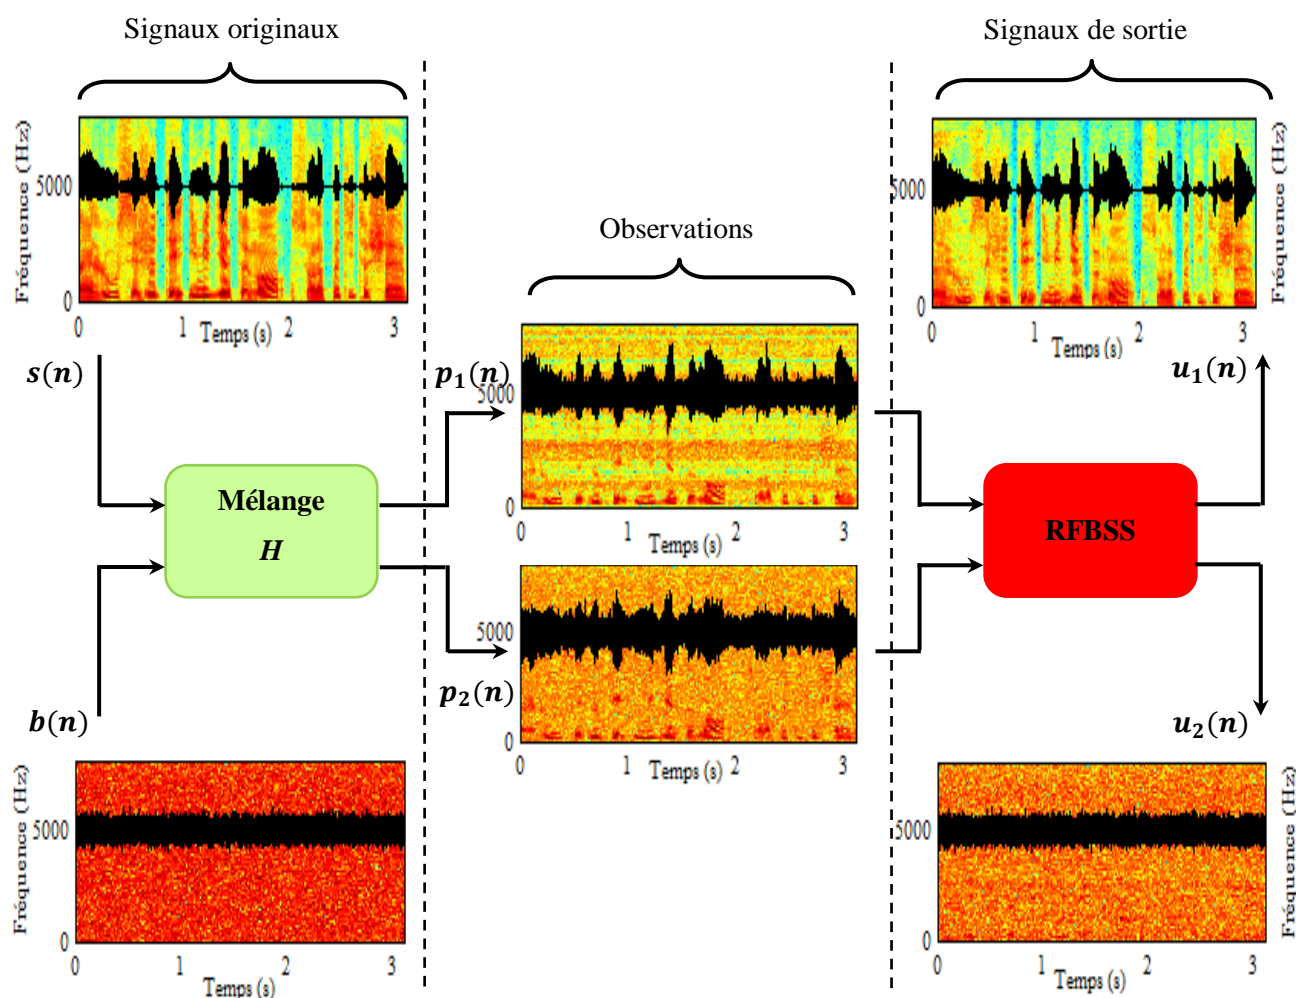 Signaux originaux
Signaux de sortie
Observations
Fréquence (Hz)
5000
0
0 1 2 3
Temps (s)
s(n)
Mélange
H
b(n)
Fréquence (Hz)
5000
0
0 1 2 3
Temps (s)
p₁(n)
5000
0
0 1 2 3
Temps (s)
p₂(n)
5000
0
0 1 2 3
Temps (s)
RFBSS
Fréquence (Hz)
5000
0
0 1 2 3
Temps (s)
u₁(n)
u₂(n)
Fréquence (Hz)
5000
0
0 1 2 3
Temps (s)